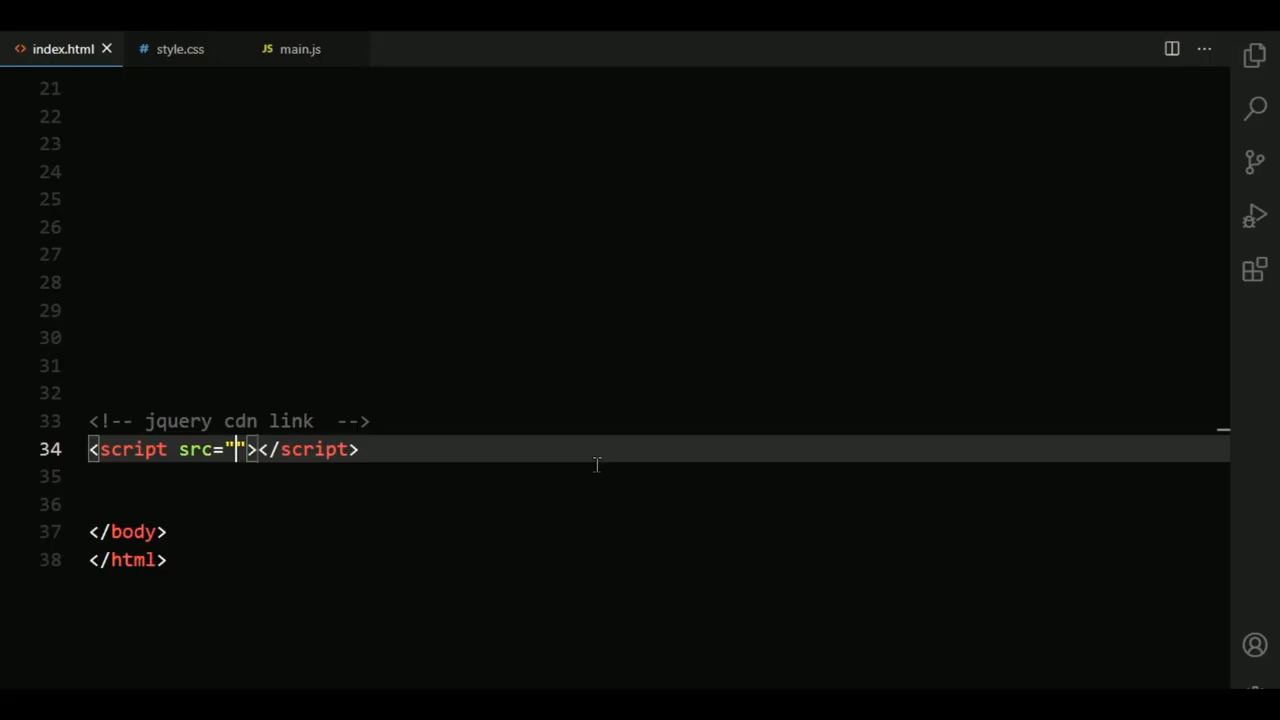 index.html # style.css JS main.js
21
22
23
24
25
26
27
28
29
30
31
32
33 <!-- jquery cdn link  -->
34 <script src=""></script>
35
36
37 </body>
38 </html>